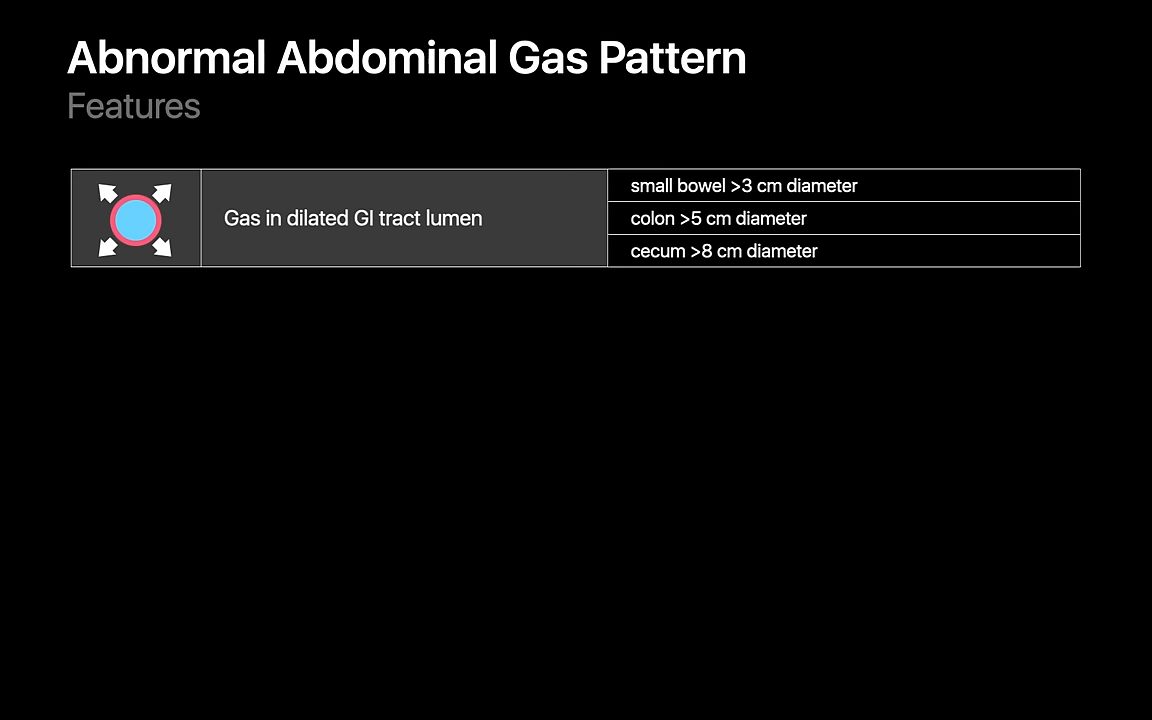 Abnormal Abdominal Gas Pattern
Features
Gas in dilated GI tract lumen
small bowel >3 cm diameter
colon >5 cm diameter
cecum >8 cm diameter